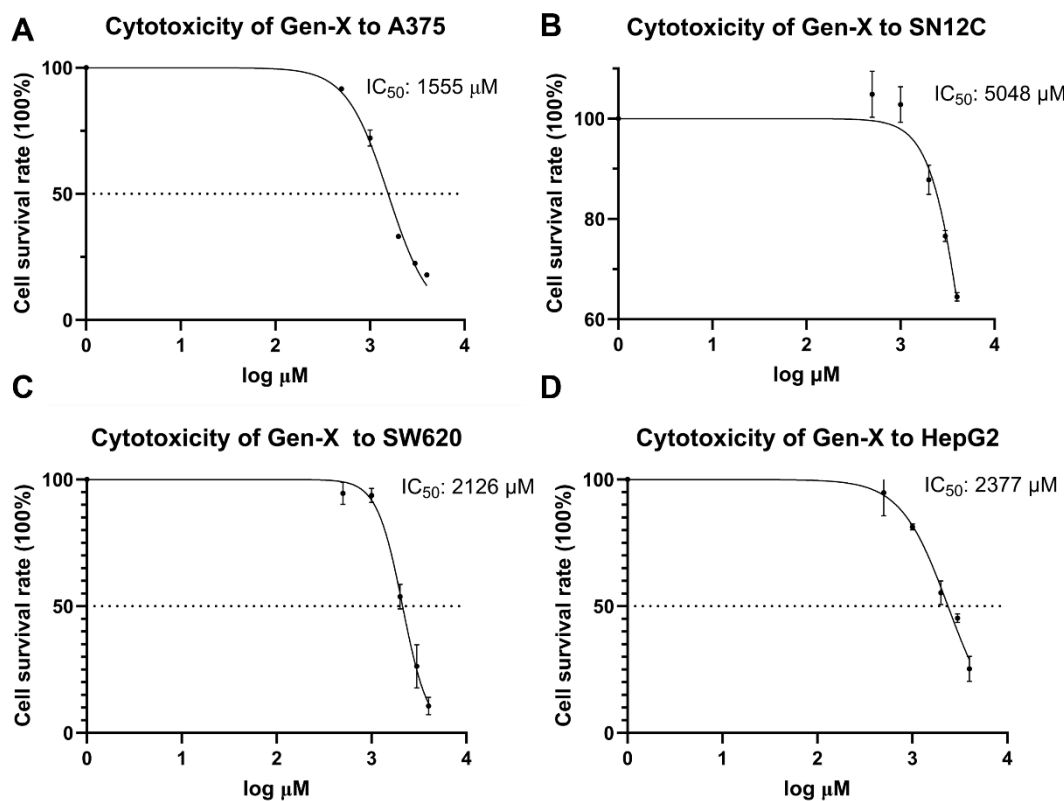 A
Cytotoxicity of Gen-X to A375
IC50: 1555 μM
Cell survival rate (100%)
100
50
0
0 1 2 3 4
log μM
B
Cytotoxicity of Gen-X to SN12C
IC50: 5048 μM
Cell survival rate (100%)
100
80
60
0 1 2 3 4
log μM
C
Cytotoxicity of Gen-X to SW620
IC50: 2126 μM
Cell survival rate (100%)
100
50
0
0 1 2 3 4
log μM
D
Cytotoxicity of Gen-X to HepG2
IC50: 2377 μM
Cell survival rate (100%)
100
50
0
0 1 2 3 4
log μM